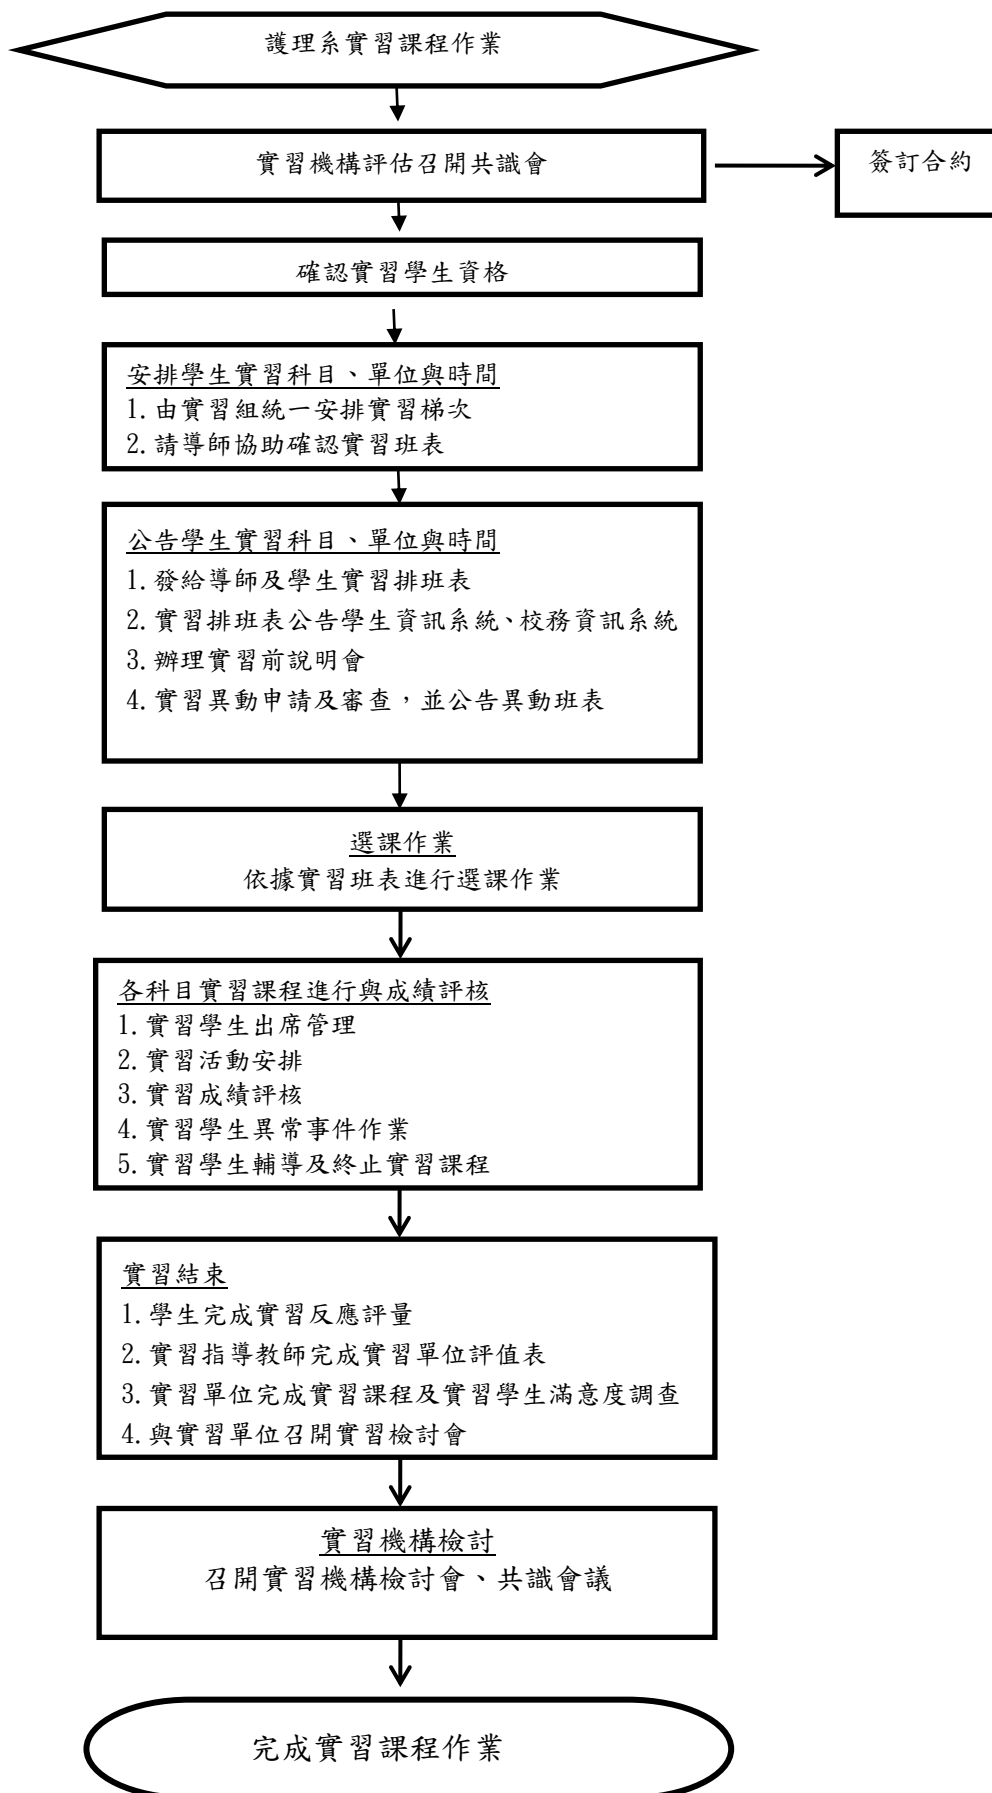 護理系實習課程作業
實習機構評估召開共識會
簽訂合約
確認實習學生資格
安排學生實習科目、單位與時間
1.由實習組統一安排實習梯次
2.請導師協助確認實習班表
公告學生實習科目、單位與時間
1.發給導師及學生實習排班表
2.實習排班表公告學生資訊系統、校務資訊系統
3.辦理實習前說明會
4.實習異動申請及審查，並公告異動班表
選課作業
依據實習班表進行選課作業
各科目實習課程進行與成績評核
1.實習學生出席管理
2.實習活動安排
3.實習成績評核
4.實習學生異常事件作業
5.實習學生輔導及終止實習課程
實習結束
1.學生完成實習反應評量
2.實習指導教師完成實習單位評值表
3.實習單位完成實習課程及實習學生滿意度調查
4.與實習單位召開實習檢討會
實習機構檢討
召開實習機構檢討會、共識會議
完成實習課程作業